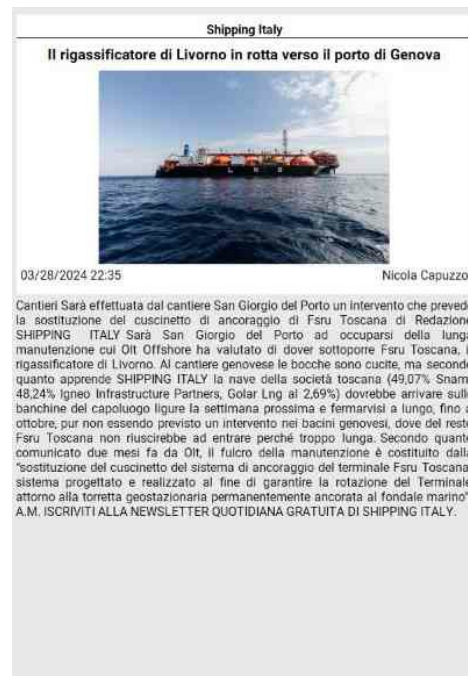 Shipping Italy
Il rigassificatore di Livorno in rotta verso il porto di Genova
L N G
03/28/2024 22:35 Nicola Capuzzo
Cantieri Sarà effettuata dal cantiere San Giorgio del Porto un intervento che preved
la sostituzione del cuscinetto di ancoraggio di Fsru Toscana di Redazione
SHIPPING ITALY Sarà San Giorgio del Porto ad occuparsi della lunga
manutenzione cui Olt Offshore ha valutato di dover sottoporre Fsru Toscana,
rigassificatore di Livorno. Al cantiere genovese le bocche sono cucite, ma secondo
quanto apprende SHIPPING ITALY la nave della società toscana (49,07% Snam
48,24% Igneo Infrastructure Partners, Golar Lng al 2,69%) dovrebbe arrivare sulle
banchine del capoluogo ligure la settimana prossima e fermarvisi a lungo, fino a
ottobre, pur non essendo previsto un intervento nei bacini genovesi, dove del resto
Fsru Toscana non riuscirebbe ad entrare perché troppo lunga. Secondo quanto
comunicato due mesi fa da Olt, il fulcro della manutenzione è costituito dalla
"sostituzione del cuscinetto del sistema di ancoraggio del terminale Fsru Toscana
sistema progettato e realizzato al fine di garantire la rotazione del Terminale
attorno alla torretta geostazionaria permanentemente ancorata al fondale marino"
A.M. ISCRIVITI ALLA NEWSLETTER QUOTIDIANA GRATUITA DI SHIPPING ITALY.